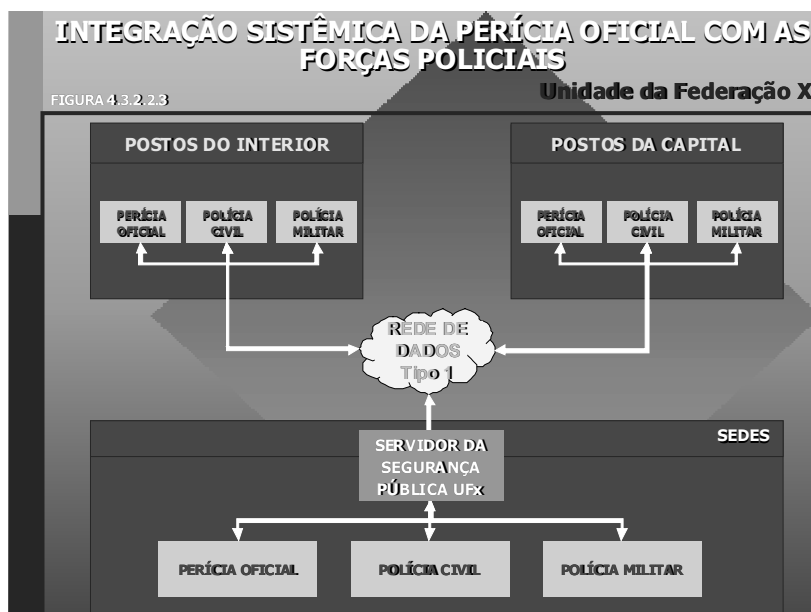 INTEGRAÇÃO SISTÊMICA DA PERÍCIA OFICIAL COM AS
FORÇAS POLICIAIS
FIGURA 4.3.2.2.3
Unidade da Federação X
POSTOS DO INTERIOR
PERÍCIA
OFICIAL
POLÍCIA
CIVIL
POLÍCIA
MILITAR
POSTOS DA CAPITAL
PERÍCIA
OFICIAL
POLÍCIA
CIVIL
POLÍCIA
MILITAR
REDE DE
DADOS
Tipo 1
SEDES
SERVIDOR DA
SEGURANÇA
PÚBLICA UFx
PERÍCIA OFICIAL
POLÍCIA CIVIL
POLÍCIA MILITAR